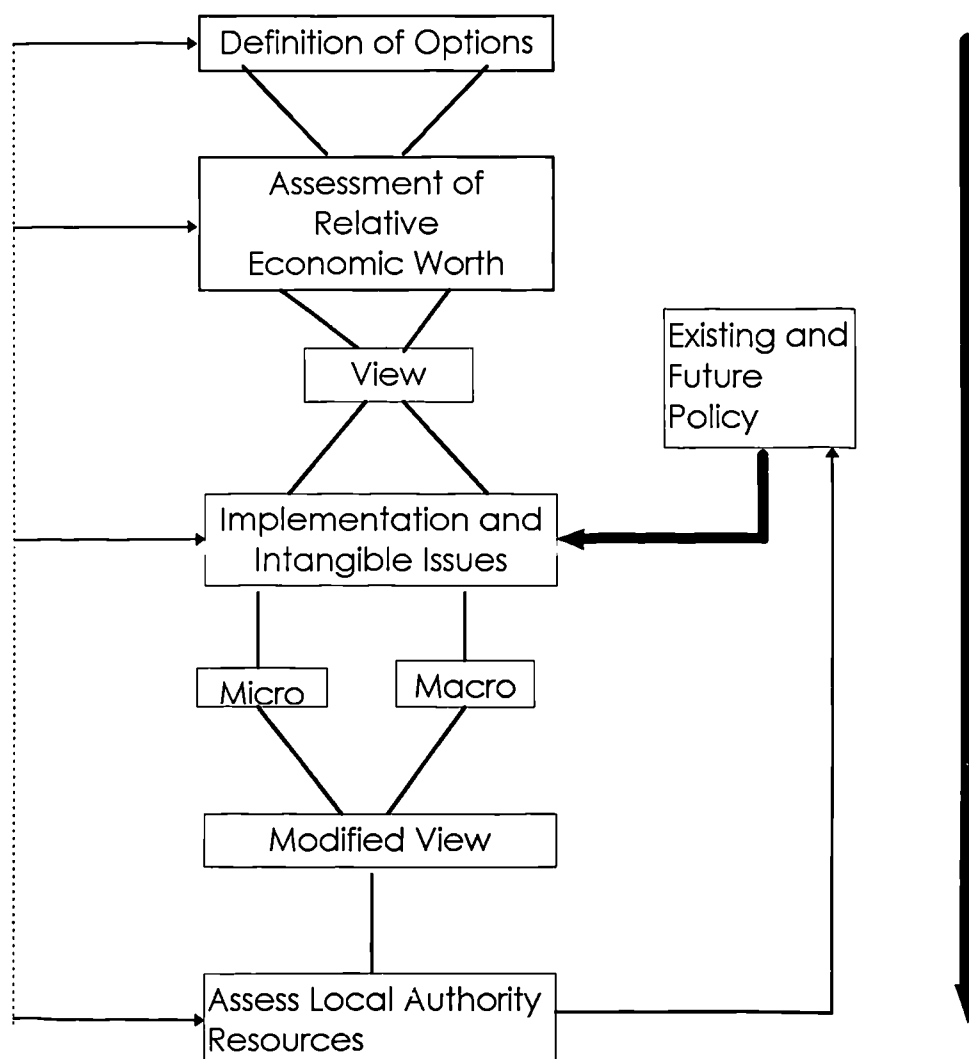 Definition of Options
Assessment of
Relative
Economic Worth
View
Existing and
Future
Policy
Implementation and
Intangible Issues
Micro
Macro
Modified View
Assess Local Authority
Resources